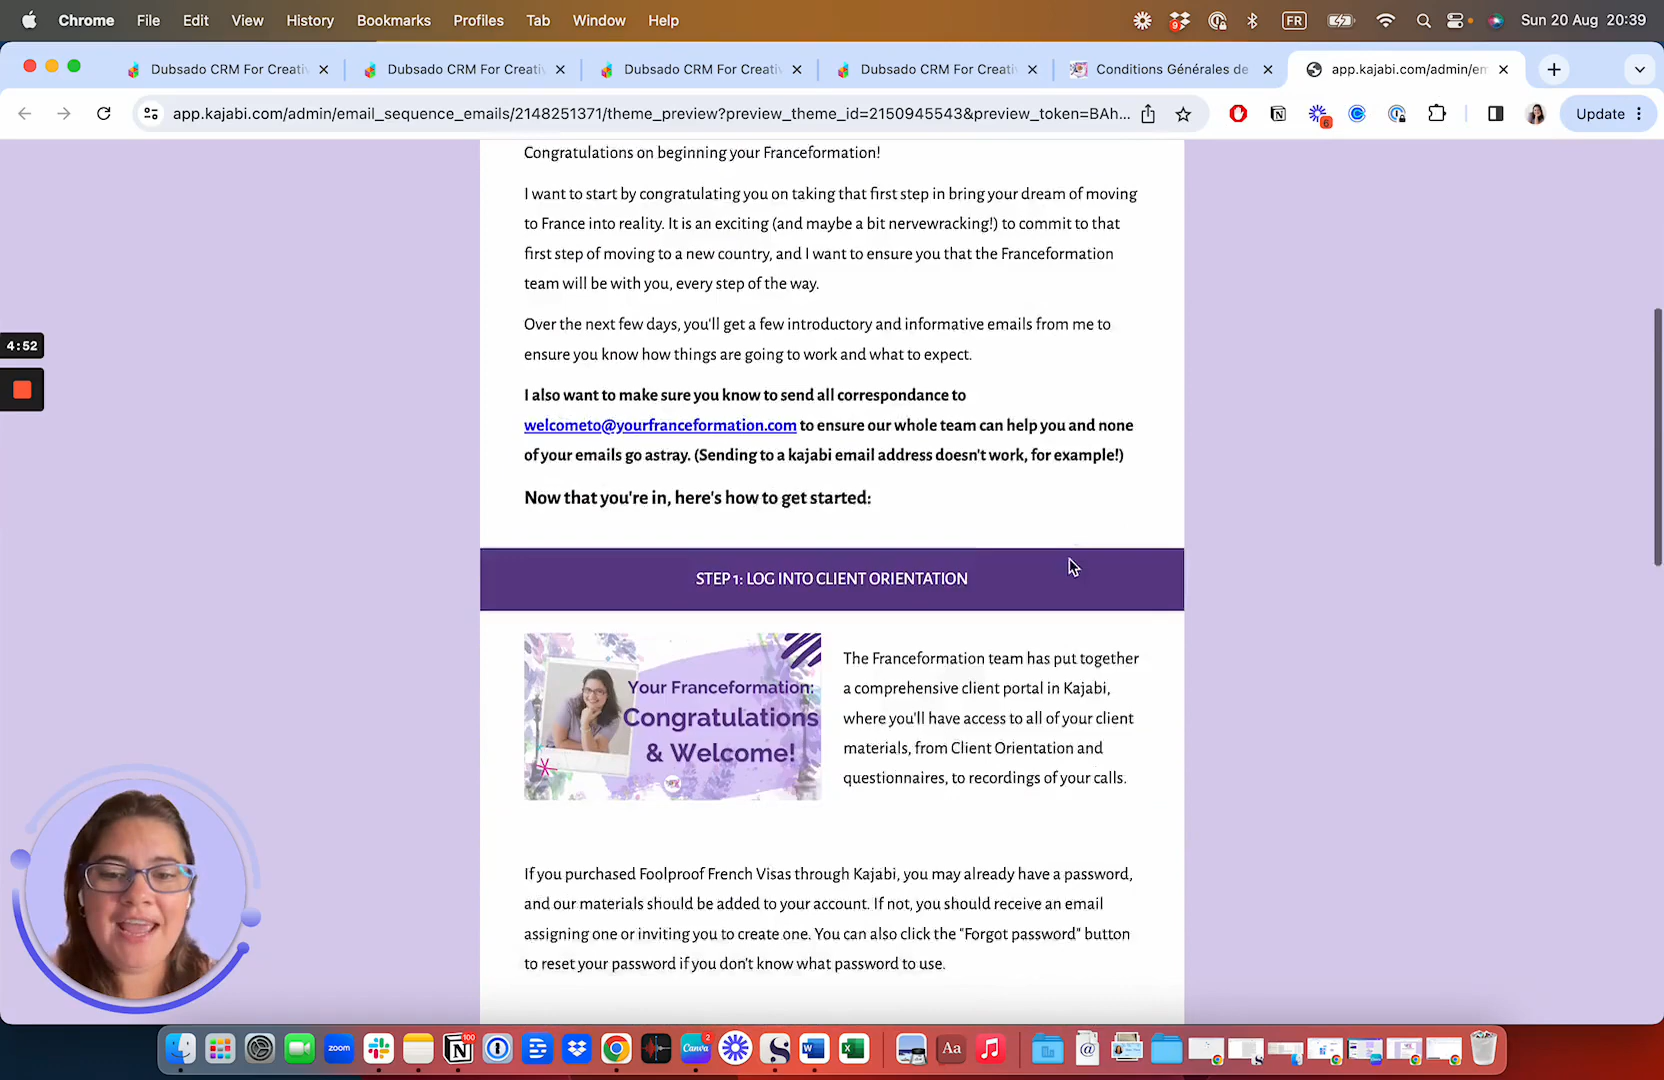 Chrome File Edit View History Bookmarks Profiles Tab Window Help
9 FR Sun 20 Aug 20:39
Dubsado CRM For Creativ
Dubsado CRM For Creativ
Dubsado CRM For Creativ
Dubsado CRM For Creativ
Conditions Générales de
app.kajabi.com/admin/em
app.kajabi.com/admin/email_sequence_emails/2148251371/theme_preview?preview_theme_id=2150945543&preview_token=BAh...
6
Update
Congratulations on beginning your Franceformation!
I want to start by congratulating you on taking that first step in bring your dream of moving
to France into reality. It is an exciting (and maybe a bit nervewracking!) to commit to that
first step of moving to a new country, and I want to ensure you that the Franceformation
team will be with you, every step of the way.
Over the next few days, you'll get a few introductory and informative emails from me to
ensure you know how things are going to work and what to expect.
4:52
I also want to make sure you know to send all correspondance to
welcometo@yourfranceformation.com to ensure our whole team can help you and none
of your emails go astray. (Sending to a kajabi email address doesn't work, for example!)
Now that you're in, here's how to get started:
STEP 1: LOG INTO CLIENT ORIENTATION
Your Franceformation:
Congratulations
& Welcome!
The Franceformation team has put together
a comprehensive client portal in Kajabi,
where you'll have access to all of your client
materials, from Client Orientation and
questionnaires, to recordings of your calls.
If you purchased Foolproof French Visas through Kajabi, you may already have a password,
and our materials should be added to your account. If not, you should receive an email
assigning one or inviting you to create one. You can also click the "Forgot password" button
to reset your password if you don't know what password to use.
zoom
100
Canva
2
Aa